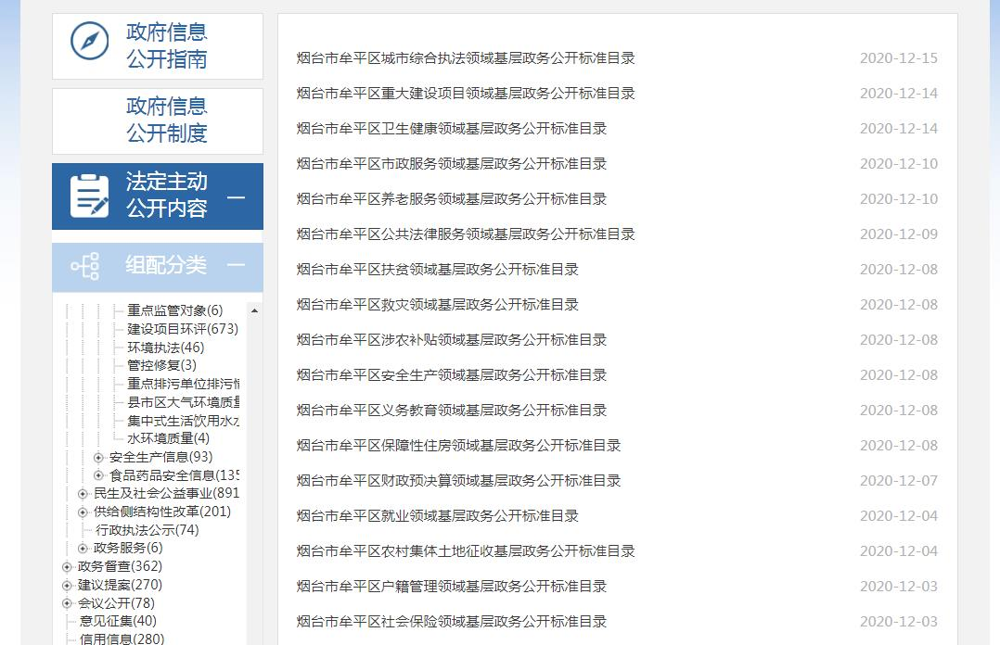 政府信息
公开指南
政府信息
公开制度
法定主动
公开内容
组配分类
重点监管对象(6)
建设项目环评(673)
环境执法(46)
管控修复(3)
重点排污单位排污
县市区大气环境质量
集中式生活饮用水
水环境质量(4)
安全生产信息(93)
食品药品安全信息(135
民生及社会公益事业(891
供给侧结构性改革(201)
行政执法公示(74)
政务服务(6)
政务督查(362)
建议提案(270)
会议公开(78)
意见征集(40)
信用信息(280)
烟台市牟平区城市综合执法领域基层政务公开标准目录 2020-12-15
烟台市牟平区重大建设项目领域基层政务公开标准目录 2020-12-14
烟台市牟平区卫生健康领域基层政务公开标准目录 2020-12-14
烟台市牟平区市政服务领域基层政务公开标准目录 2020-12-10
烟台市牟平区养老服务领域基层政务公开标准目录 2020-12-10
烟台市牟平区公共法律服务领域基层政务公开标准目录 2020-12-09
烟台市牟平区扶贫领域基层政务公开标准目录 2020-12-08
烟台市牟平区救灾领域基层政务公开标准目录 2020-12-08
烟台市牟平区涉农补贴领域基层政务公开标准目录 2020-12-08
烟台市牟平区安全生产领域基层政务公开标准目录 2020-12-08
烟台市牟平区义务教育领域基层政务公开标准目录 2020-12-08
烟台市牟平区保障性住房领域基层政务公开标准目录 2020-12-08
烟台市牟平区财政预决算领域基层政务公开标准目录 2020-12-07
烟台市牟平区就业领域基层政务公开标准目录 2020-12-04
烟台市牟平区农村集体土地征收基层政务公开标准目录 2020-12-04
烟台市牟平区户籍管理领域基层政务公开标准目录 2020-12-03
烟台市牟平区社会保险领域基层政务公开标准目录 2020-12-03